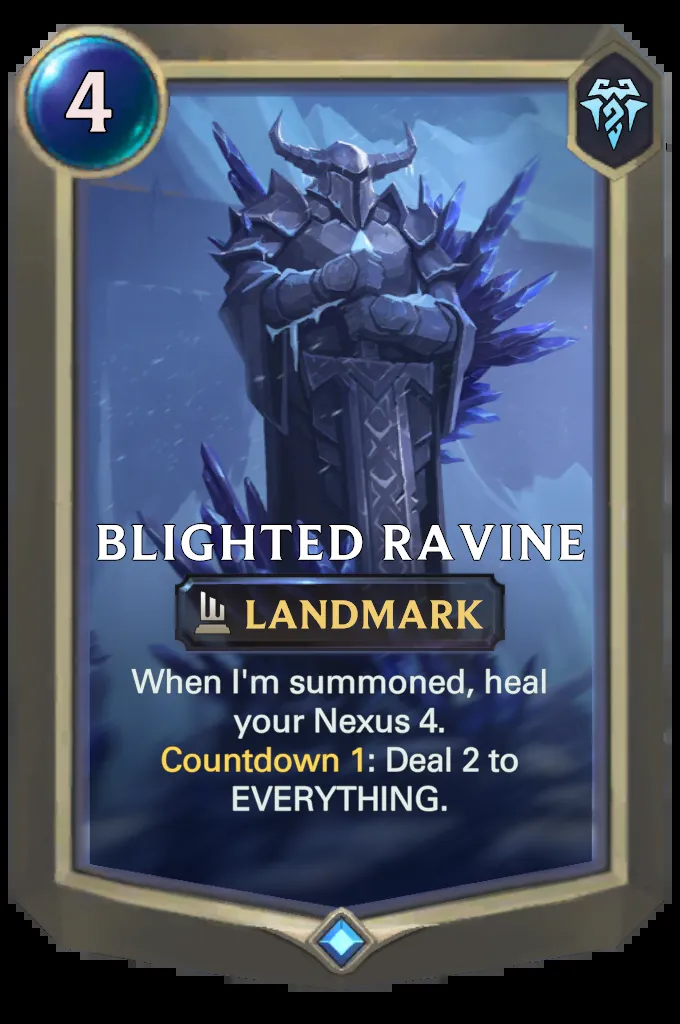 4
BLIGHTED RAVINE
LANDMARK
When I'm summoned, heal
your Nexus 4.
Countdown 1: Deal 2 to
EVERYTHING.